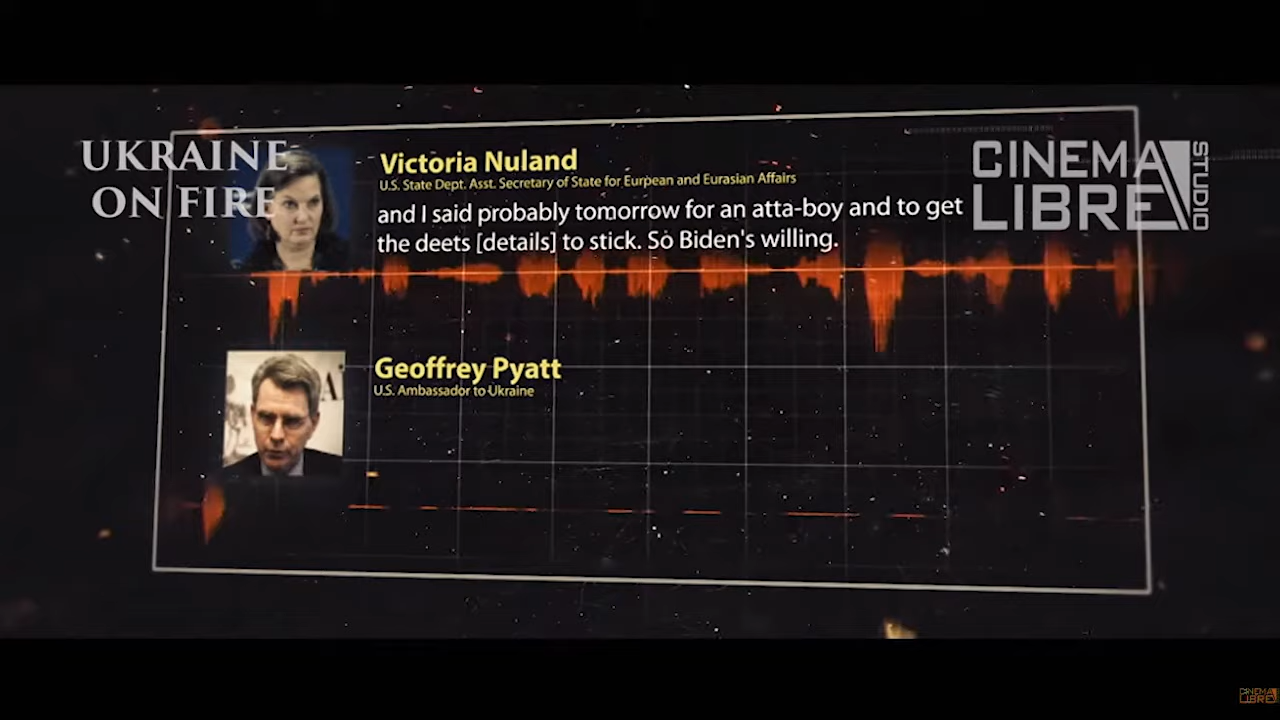 UKRAINE
ON FIRE
CINEMA
LIBRE
STUDIO
Victoria Nuland
U.S. State Dept. Asst. Secretary of State for Eurpean and Eurasian Affairs
and I said probably tomorrow for an atta-boy and to get
the deets [details] to stick. So Biden's willing.
Geoffrey Pyatt
U.S. Ambassador to Ukraine
CINEMA
LIBRE